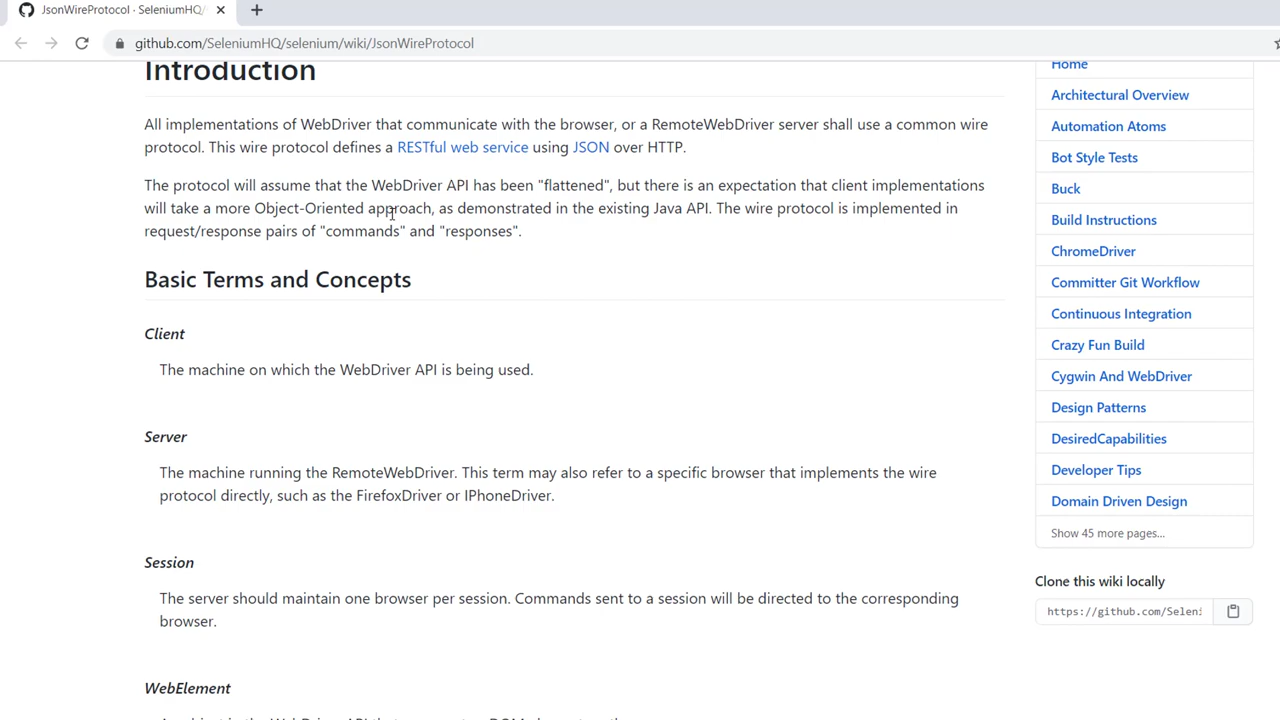 JsonWireProtocol · SeleniumHQ/
github.com/SeleniumHQ/selenium/wiki/JsonWireProtocol
Introduction
All implementations of WebDriver that communicate with the browser, or a RemoteWebDriver server shall use a common wire
protocol. This wire protocol defines a RESTful web service using JSON over HTTP.
The protocol will assume that the WebDriver API has been "flattened", but there is an expectation that client implementations
will take a more Object-Oriented approach, as demonstrated in the existing Java API. The wire protocol is implemented in
request/response pairs of "commands" and "responses".
Basic Terms and Concepts
Client
The machine on which the WebDriver API is being used.
Server
The machine running the RemoteWebDriver. This term may also refer to a specific browser that implements the wire
protocol directly, such as the FirefoxDriver or IPhoneDriver.
Session
The server should maintain one browser per session. Commands sent to a session will be directed to the corresponding
browser.
WebElement
Home
Architectural Overview
Automation Atoms
Bot Style Tests
Buck
Build Instructions
ChromeDriver
Committer Git Workflow
Continuous Integration
Crazy Fun Build
Cygwin And WebDriver
Design Patterns
DesiredCapabilities
Developer Tips
Domain Driven Design
Show 45 more pages...
Clone this wiki locally
https://github.com/Seleni